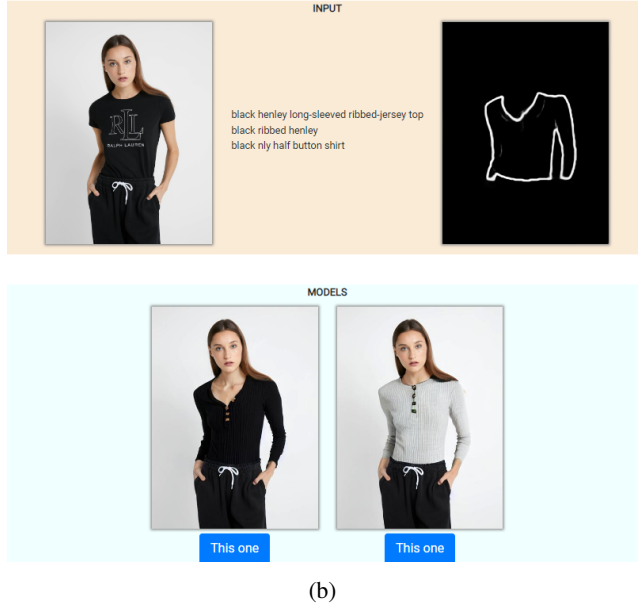 INPUT
RLL
RALPH LAUREN
black henley long-sleeved ribbed-jersey top
black ribbed henley
black nly half button shirt
MODELS
This one
This one
(b)